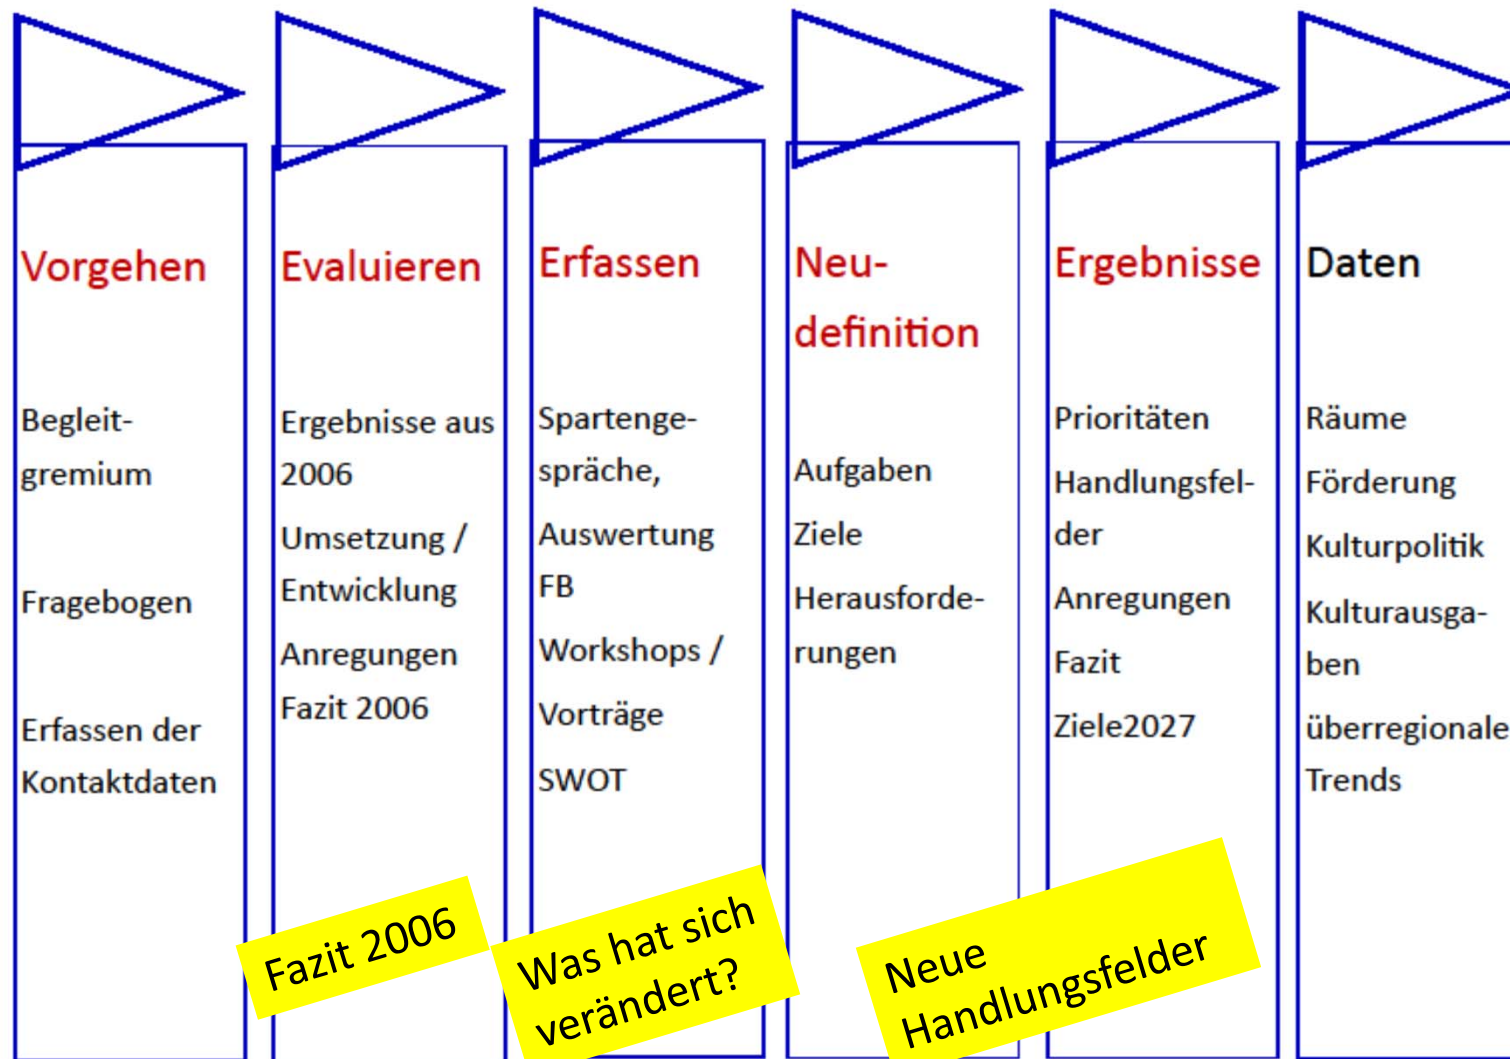 Vorgehen
Begleit-
gremium
Fragebogen
Erfassen der
Kontaktdaten
Evaluieren
Ergebnisse aus
2006
Umsetzung /
Entwicklung
Anregungen
Fazit 2006
Erfassen
Spartenge-
spräche,
Auswertung
FB
Workshops /
Vorträge
SWOT
Neu-
definition
Aufgaben
Ziele
Herausforde-
rungen
Ergebnisse
Prioritäten
Handlungsfel-
der
Anregungen
Fazit
Ziele2027
Daten
Räume
Förderung
Kulturpolitik
Kulturausga-
ben
überregionale
Trends
Fazit 2006
Was hat sich
verändert?
Neue
Handlungsfelder